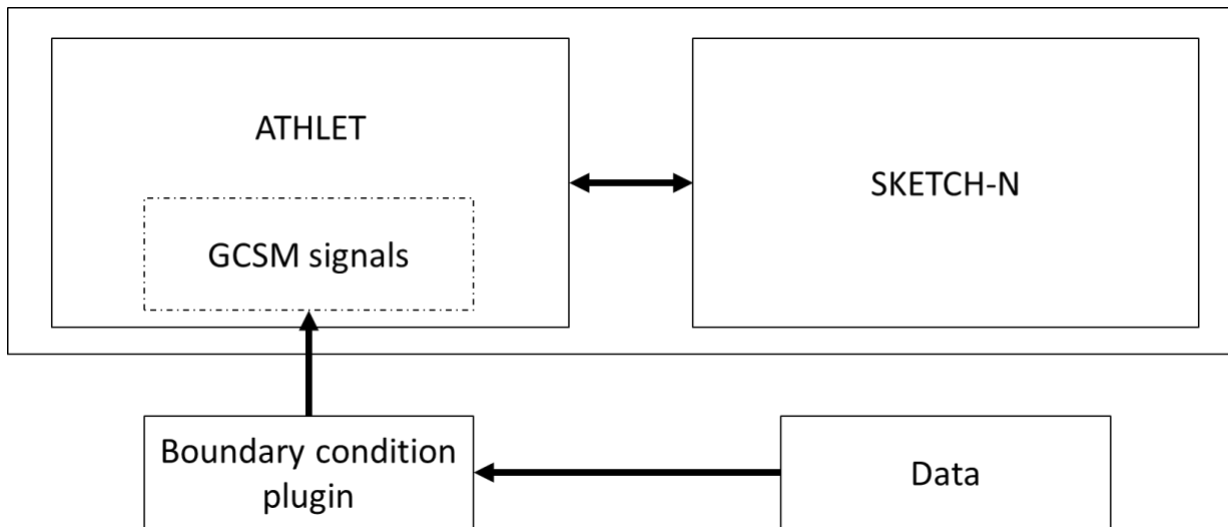 ATHLET
SKETCH-N
GCSM signals
Boundary condition
plugin
Data